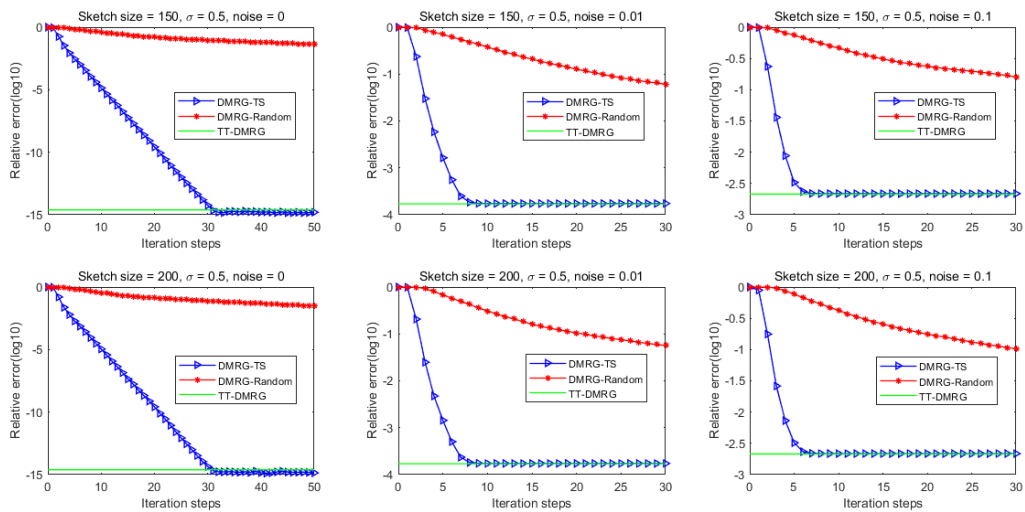 Sketch size = 150, σ = 0.5, noise = 0
Relative error(log10)
0
-5
-10
-15
DMRG-TS
DMRG-Random
TT-DMRG
0 10 20 30 40 50
Iteration steps
Sketch size = 150, σ = 0.5, noise = 0.01
Relative error(log10)
0
-1
-2
-3
-4
DMRG-TS
DMRG-Random
TT-DMRG
0 5 10 15 20 25 30
Iteration steps
Sketch size = 150, σ = 0.5, noise = 0.1
Relative error(log10)
0
-0.5
-1
-1.5
-2
-2.5
-3
DMRG-TS
DMRG-Random
TT-DMRG
0 5 10 15 20 25 30
Iteration steps
Sketch size = 200, σ = 0.5, noise = 0
Relative error(log10)
0
-5
-10
-15
DMRG-TS
DMRG-Random
TT-DMRG
0 10 20 30 40 50
Iteration steps
Sketch size = 200, σ = 0.5, noise = 0.01
Relative error(log10)
0
-1
-2
-3
-4
DMRG-TS
DMRG-Random
TT-DMRG
0 5 10 15 20 25 30
Iteration steps
Sketch size = 200, σ = 0.5, noise = 0.1
Relative error(log10)
0
-0.5
-1
-1.5
-2
-2.5
-3
DMRG-TS
DMRG-Random
TT-DMRG
0 5 10 15 20 25 30
Iteration steps